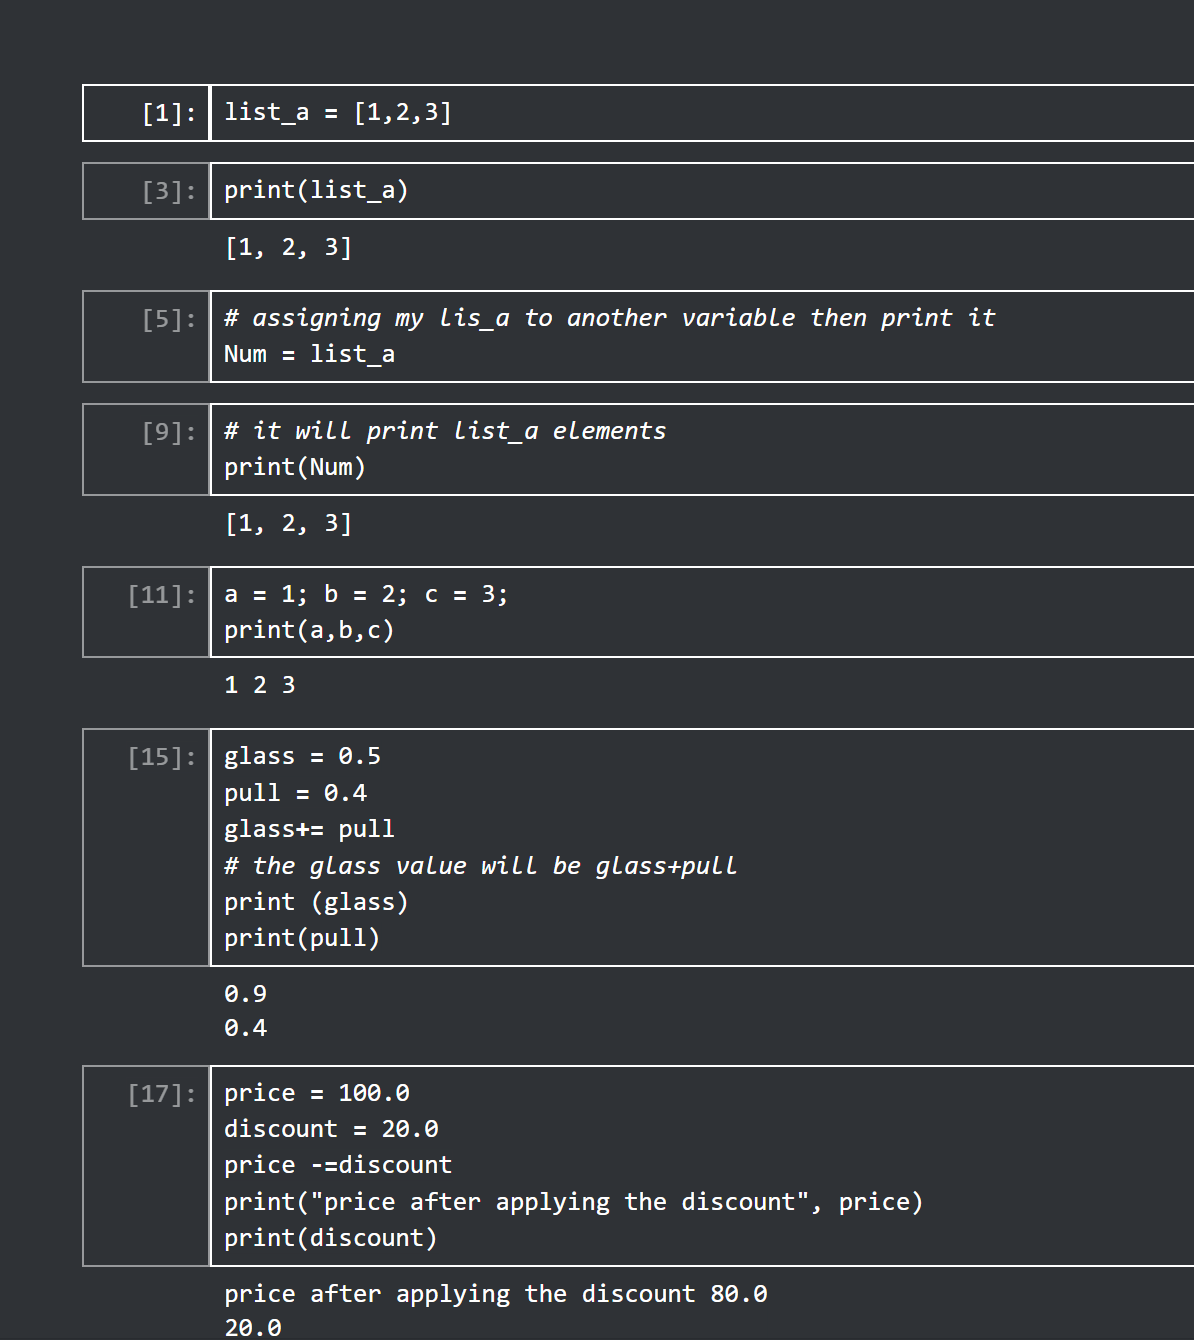 [1]: list_a = [1,2,3]
[3]: print(list_a)
[1, 2, 3]
[5]: # assigning my lis_a to another variable then print it
Num = list_a
[9]: # it will print list_a elements
print(Num)
[1, 2, 3]
[11]: a = 1; b = 2; c = 3;
print(a,b,c)
1 2 3
[15]: glass = 0.5
pull = 0.4
glass+= pull
# the glass value will be glass+pull
print (glass)
print(pull)
0.9
0.4
[17]: price = 100.0
discount = 20.0
price -=discount
print("price after applying the discount", price)
print(discount)
price after applying the discount 80.0
20.0